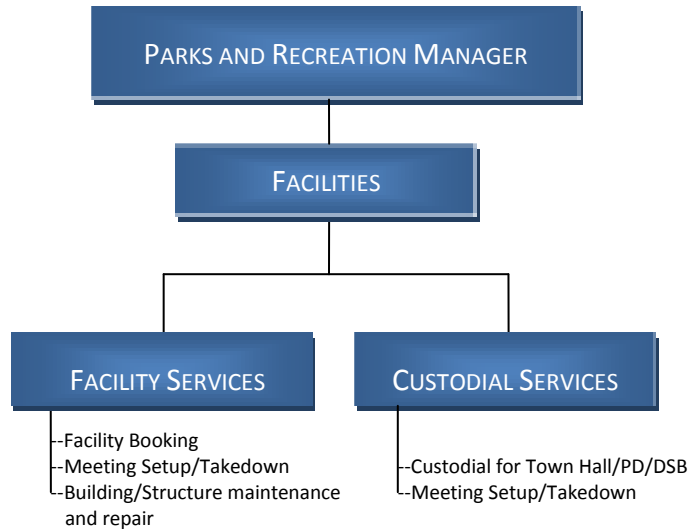 PARKS AND RECREATION MANAGER
FACILITIES
FACILITY SERVICES
--Facility Booking
--Meeting Setup/Takedown
--Building/Structure maintenance
and repair
CUSTODIAL SERVICES
--Custodial for Town Hall/PD/DSB
--Meeting Setup/Takedown